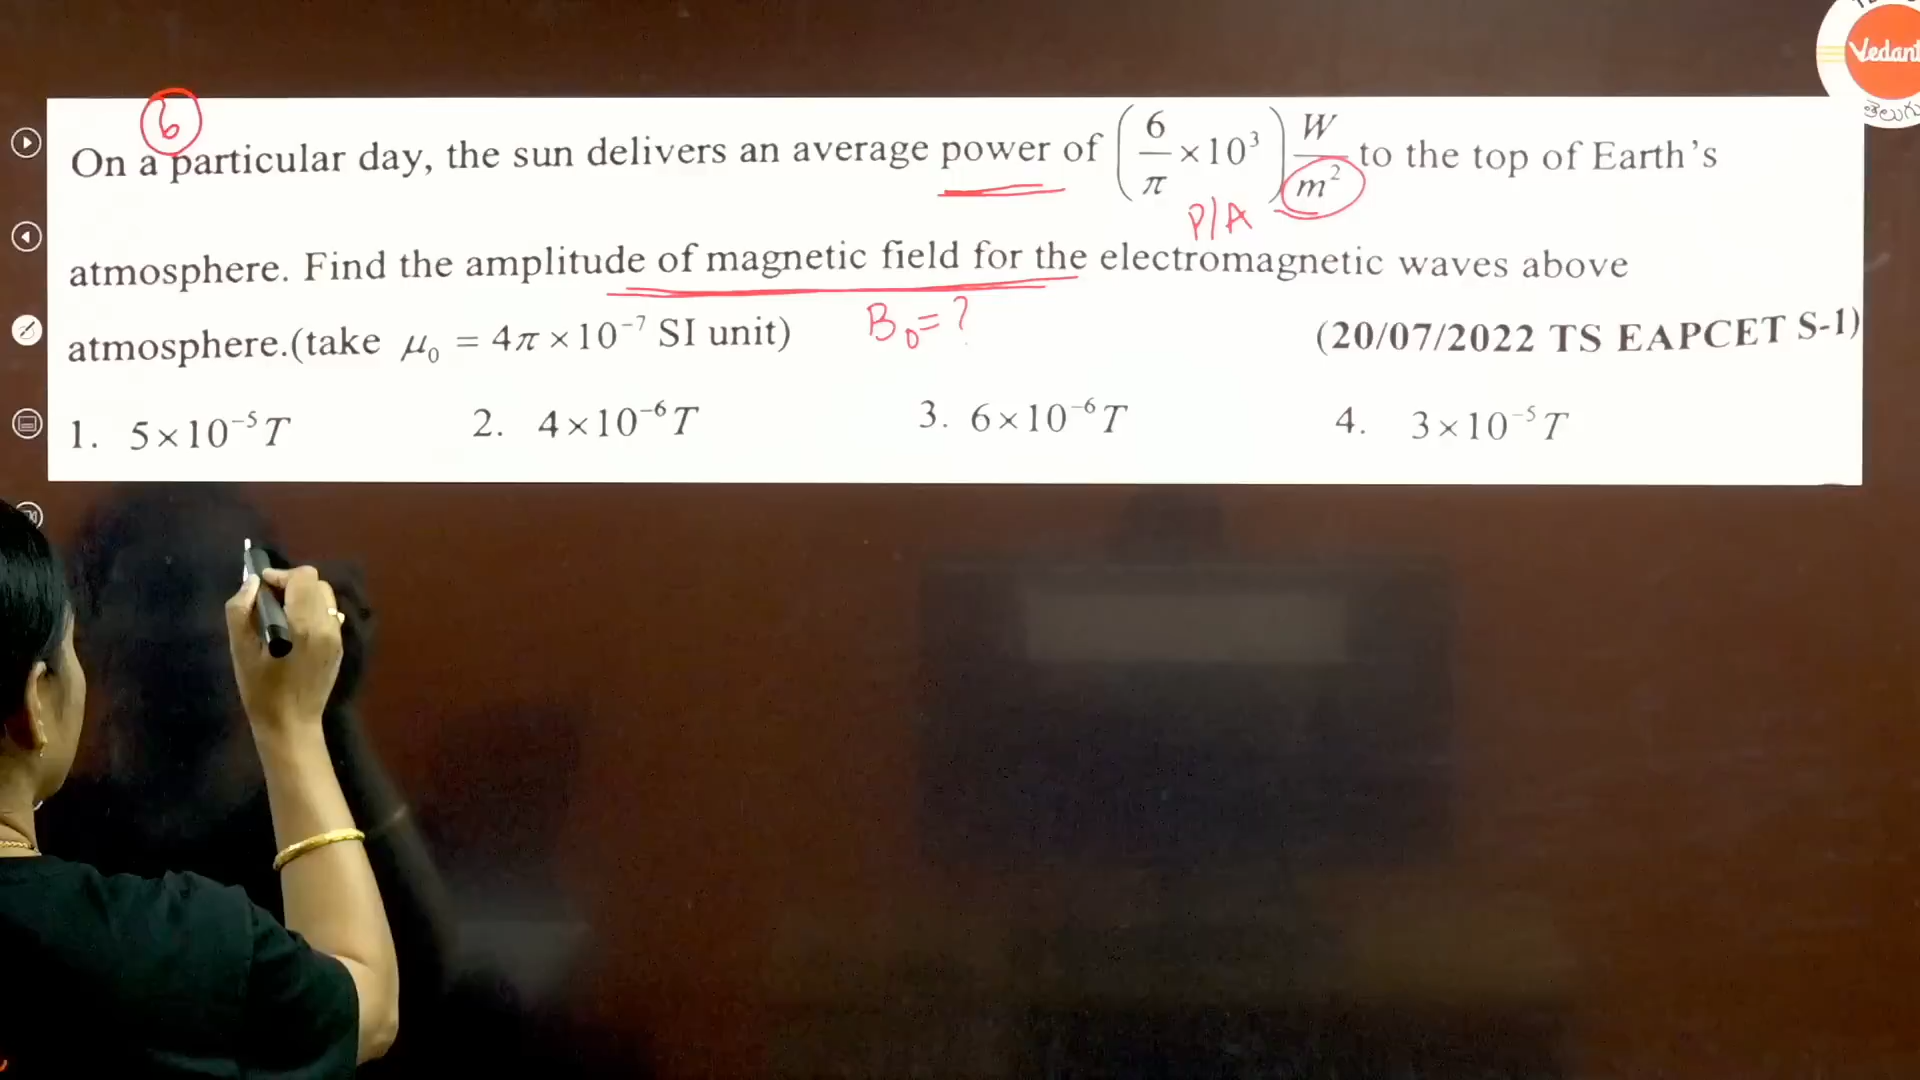 Vedant
తెలుగు
6
On a particular day, the sun delivers an average power of (6/π ×10³) W/m² to the top of Earth's
P/A
atmosphere. Find the amplitude of magnetic field for the electromagnetic waves above
atmosphere.(take μ₀ = 4π×10⁻⁷ SI unit) B₀=? (20/07/2022 TS EAPCET S-1)
1. 5×10⁻⁵T 2. 4×10⁻⁶T 3. 6×10⁻⁶T 4. 3×10⁻⁵T